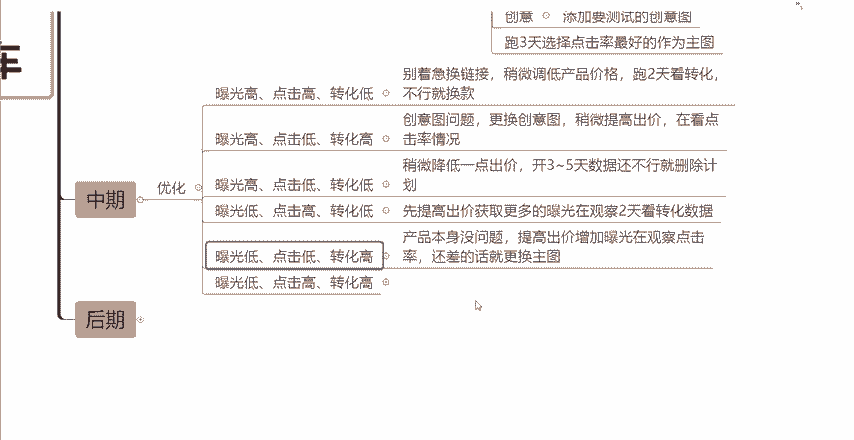 车
创意 添加要测试的创意图
跑3天选择点击率最好的作为主图
曝光高、点击高、转化低
别着急换链接，稍微调低产品价格，跑2天看转化，
不行就换款
曝光高、点击低、转化高
创意图问题，更换创意图，稍微提高出价，在看点
击率情况
中期
优化
曝光高、点击低、转化低
稍微降低一点出价，开3~5天数据还不行就删除计
划
曝光低、点击低、转化低
先提高出价获取更多的曝光在观察2天看转化数据
曝光低、点击低、转化高
产品本身没问题，提高出价增加曝光在观察点击
率，还差的话就更换主图
曝光低、点击高、转化高
后期